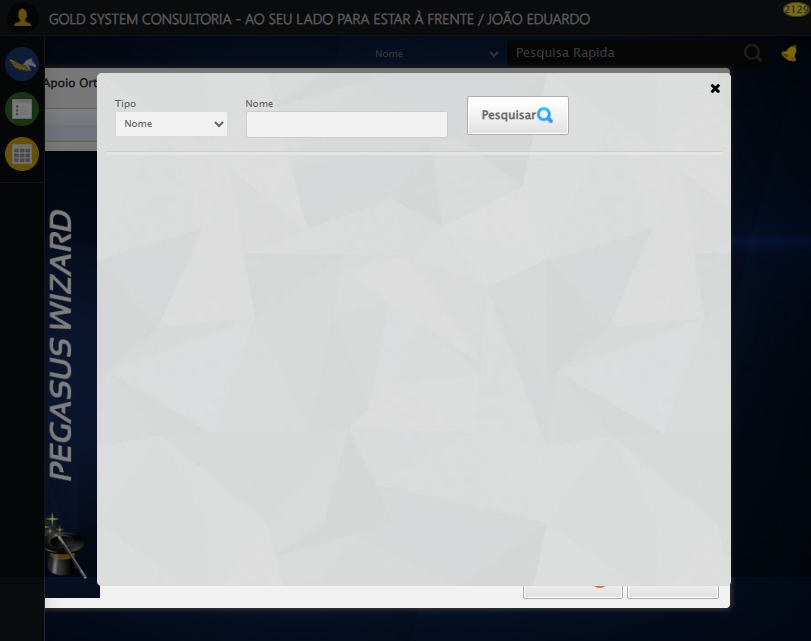 GOLD SYSTEM CONSULTORIA - AO SEU LADO PARA ESTAR À FRENTE / JOÃO EDUARDO
2129
Nome
Pesquisa Rapida
Apoio Ort
Tipo
Nome
Nome
Pesquisar
PEGASUS WIZARD